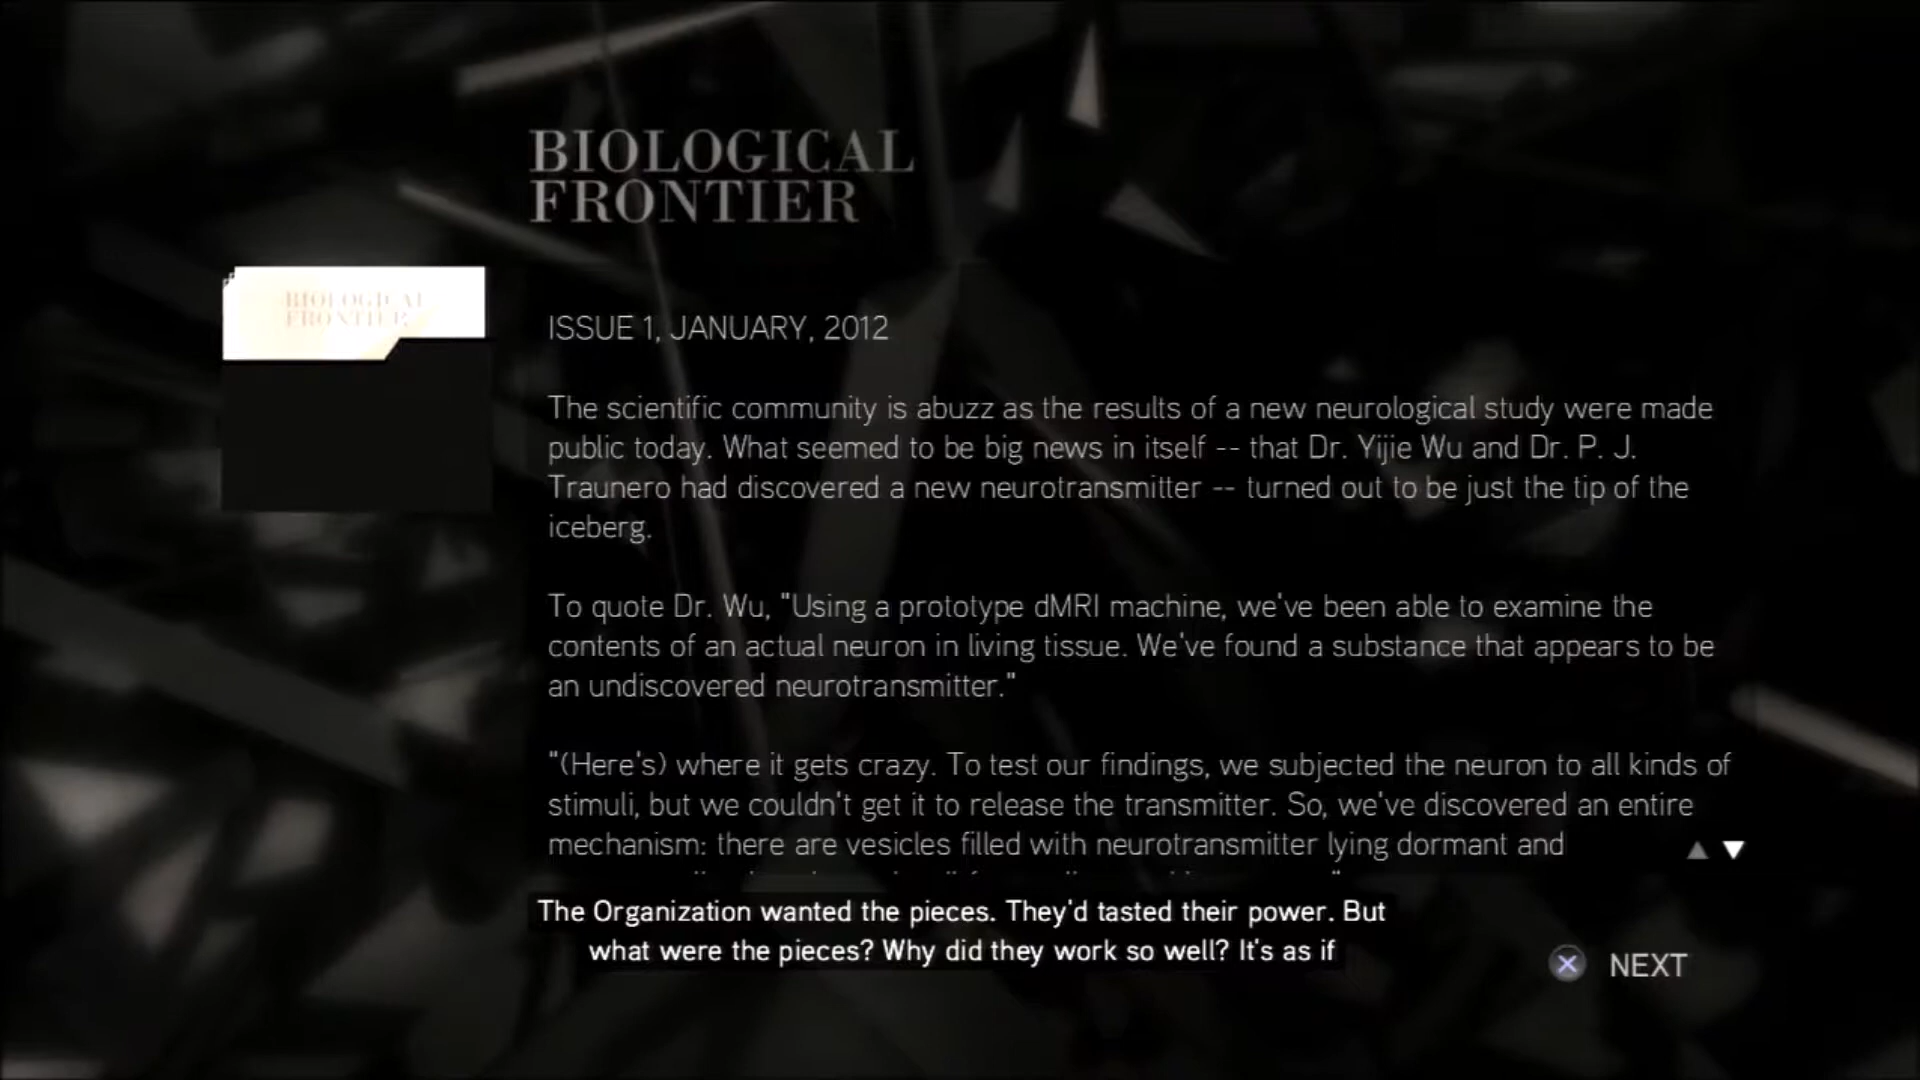 BIOLOGICAL
FRONTIER
BIOLOGICAL
FRONTIER
ISSUE 1, JANUARY, 2012
The scientific community is abuzz as the results of a new neurological study were made
public today. What seemed to be big news in itself -- that Dr. Yijie Wu and Dr. P. J.
Traunero had discovered a new neurotransmitter -- turned out to be just the tip of the
iceberg.
To quote Dr. Wu, "Using a prototype dMRI machine, we've been able to examine the
contents of an actual neuron in living tissue. We've found a substance that appears to be
an undiscovered neurotransmitter."
"(Here's) where it gets crazy. To test our findings, we subjected the neuron to all kinds of
stimuli, but we couldn't get it to release the transmitter. So, we've discovered an entire
mechanism: there are vesicles filled with neurotransmitter lying dormant and
The Organization wanted the pieces. They'd tasted their power. But
what were the pieces? Why did they work so well? It's as if
NEXT